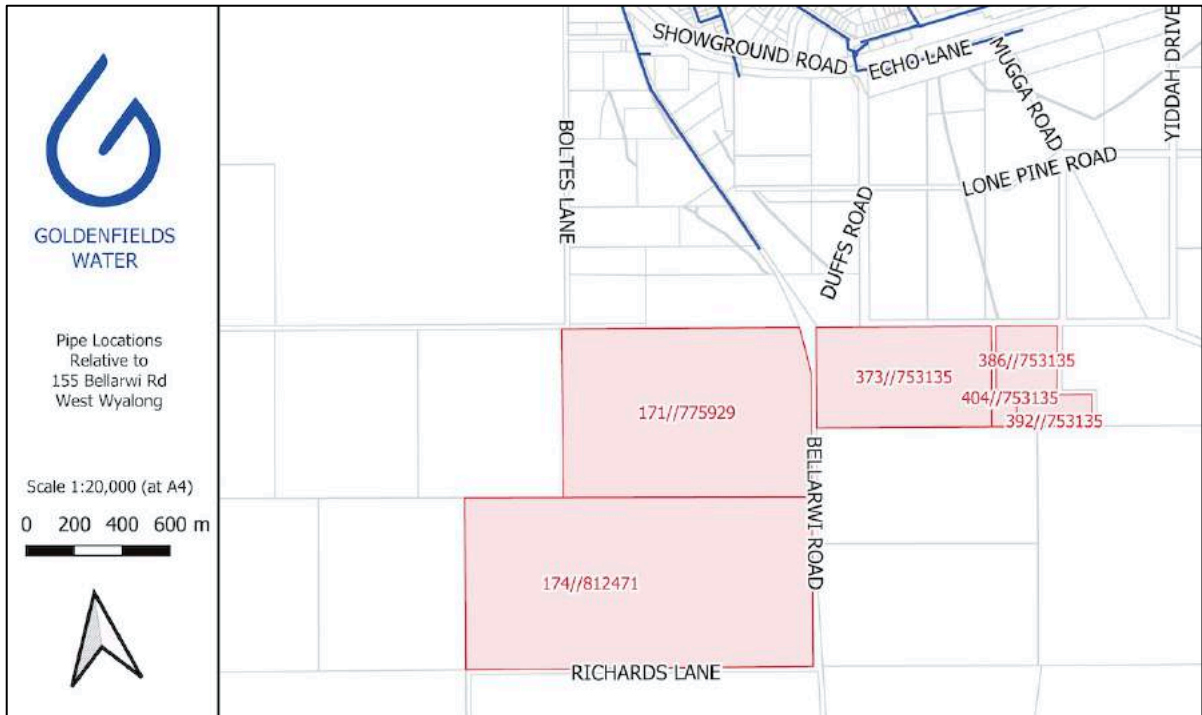 GOLDENFIELDS
WATER
Pipe Locations
Relative to
155 Bellarwi Rd
West Wyalong
Scale 1:20,000 (at A4)
0 200 400 600 m
SHOWGROUND ROAD
ECHO LANE
MUGGA ROAD
YIDDAH DRIVE
BOLTES LANE
LONE PINE ROAD
DUFFS ROAD
386//753135
373//753135
404//753135
171//775929
392//753135
BELLARWI ROAD
174//812471
RICHARDS LANE